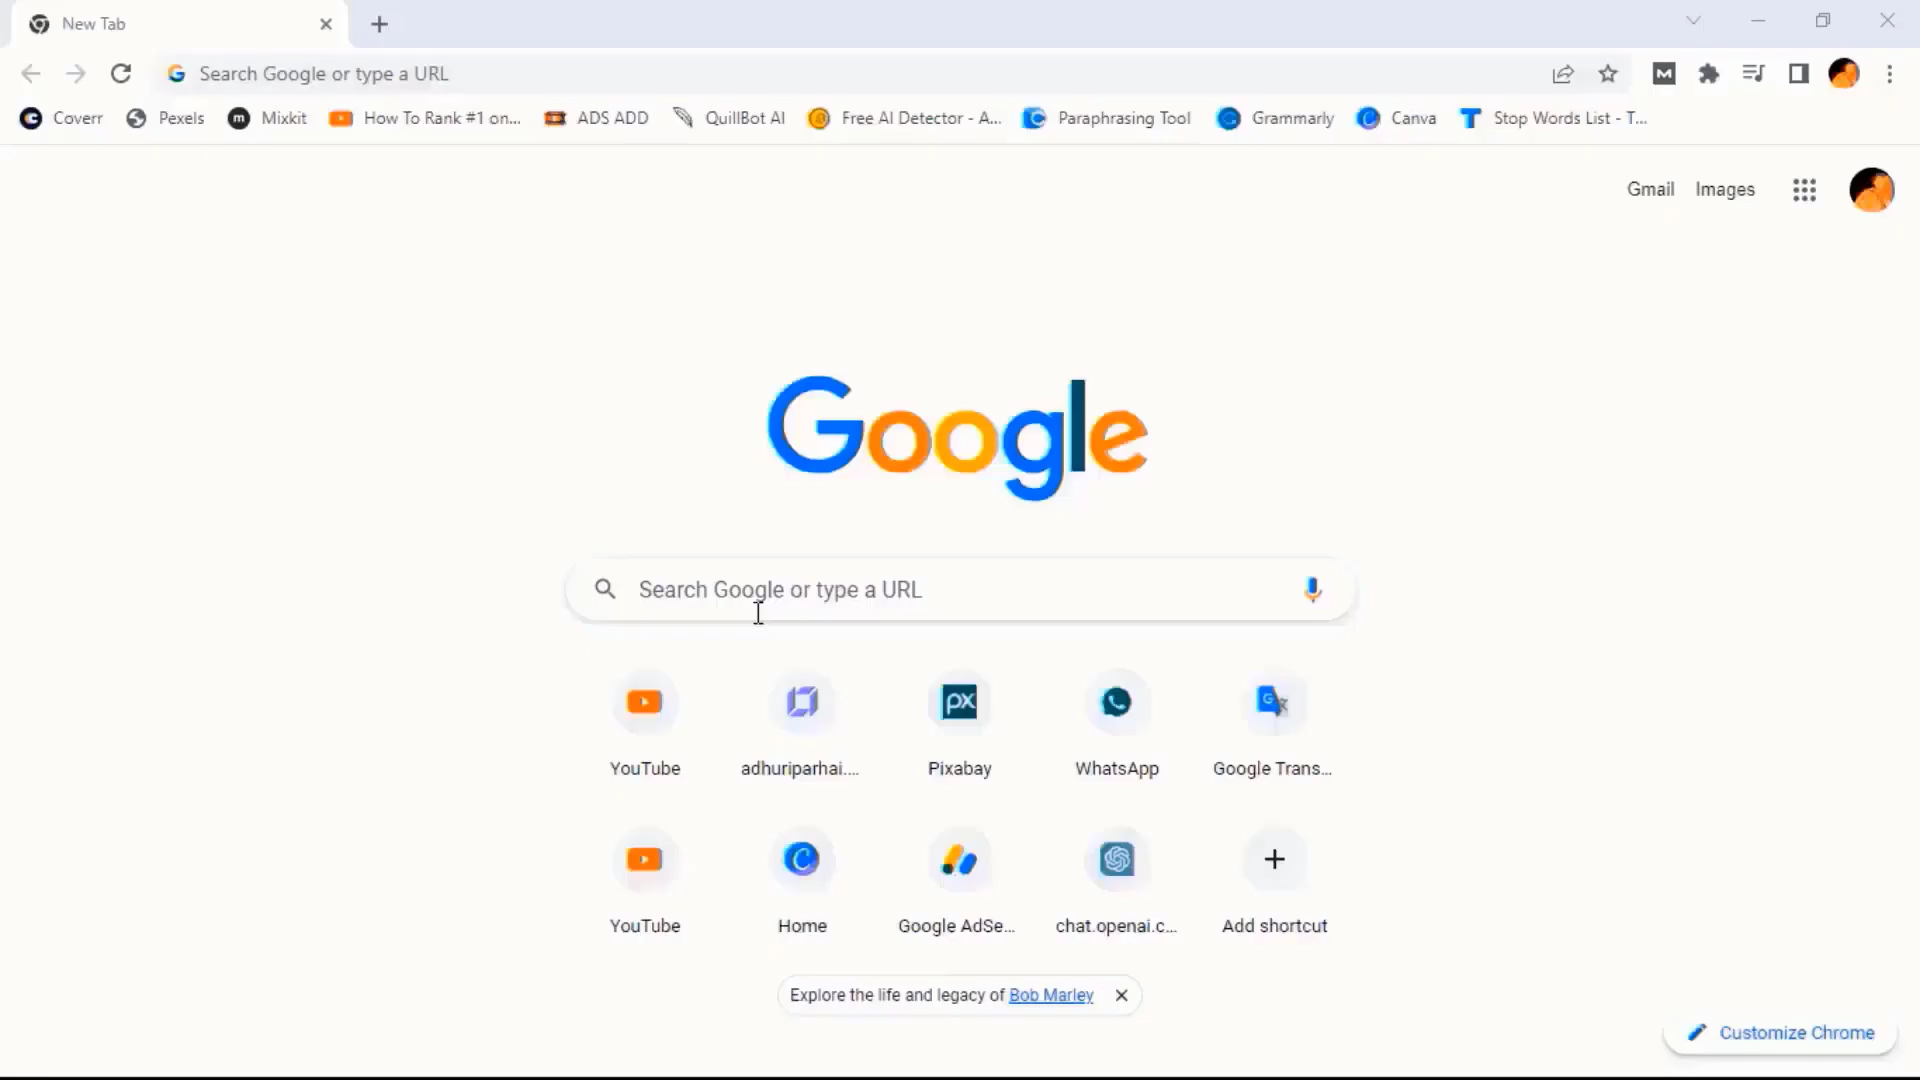 New Tab
Search Google or type a URL
Coverr Pexels Mixkit How To Rank #1 on... ADS ADD QuillBot AI Free AI Detector - A... Paraphrasing Tool Grammarly Canva Stop Words List - T...
Gmail Images
Google
Search Google or type a URL
YouTube adhuriparhai.... Pixabay WhatsApp Google Trans...
YouTube Home Google AdSe... chat.openai.c... Add shortcut
Explore the life and legacy of Bob Marley
Customize Chrome